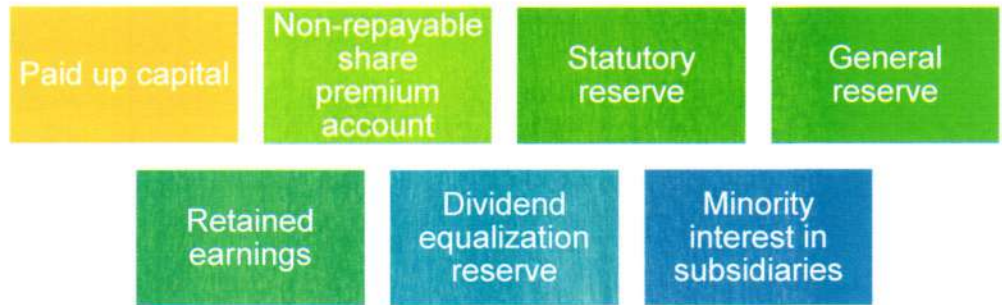 Paid up capital
Non-repayable
share
premium
account
Statutory
reserve
General
reserve
Retained
earnings
Dividend
equalization
reserve
Minority
interest in
subsidiaries